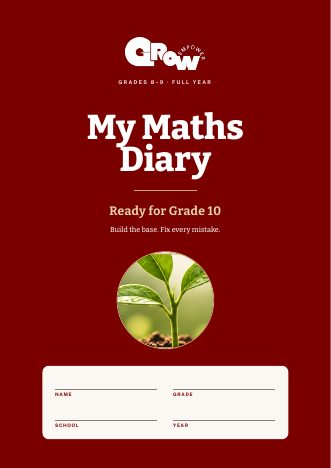 GROW
EMPOWER
GRADES 8–9 · FULL YEAR
My Maths
Diary
Ready for Grade 10
Build the base. Fix every mistake.
NAME
GRADE
SCHOOL
YEAR